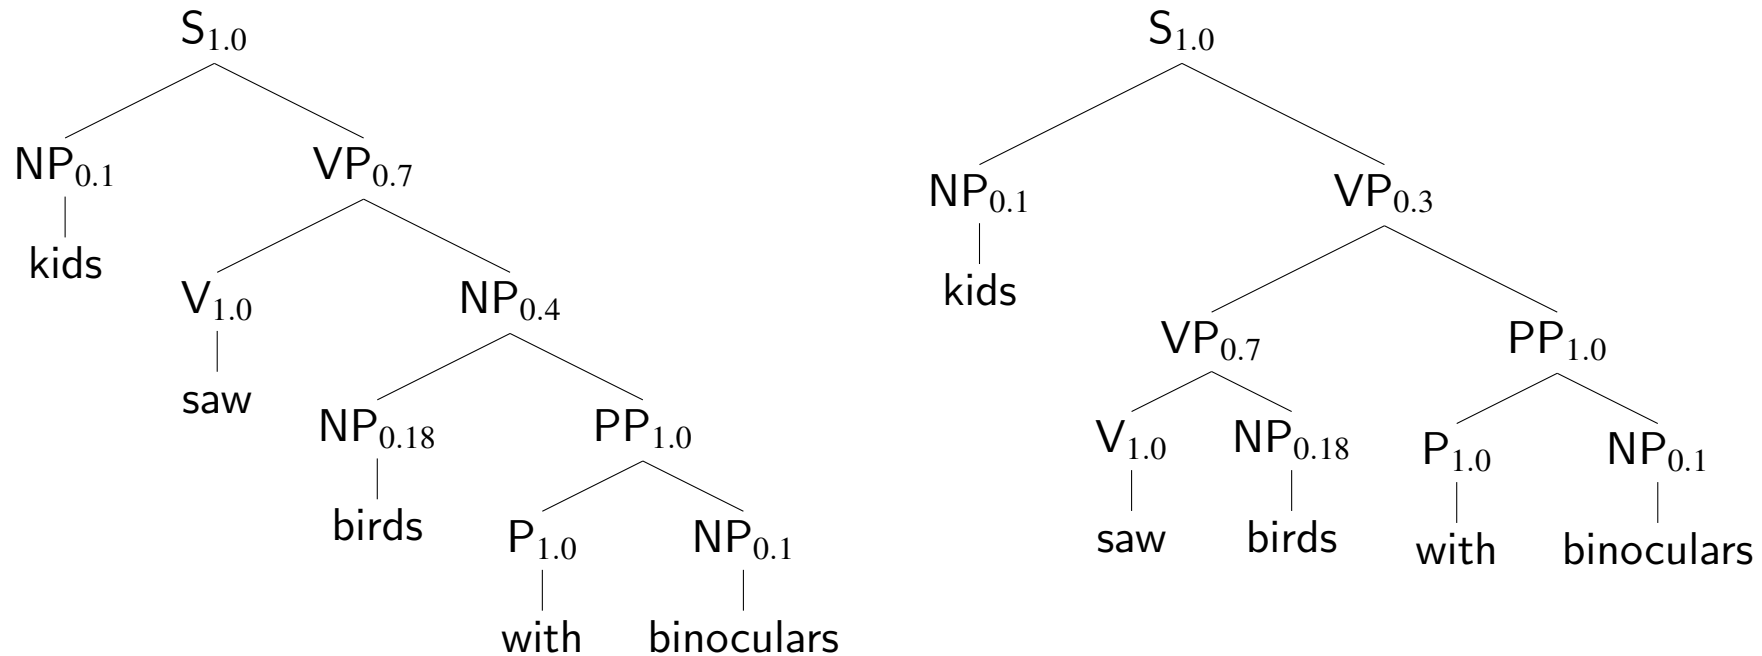 S1.0
NP0.1 VP0.7
kids
V1.0 NP0.4
saw
NP0.18 PP1.0
birds
P1.0 NP0.1
with binoculars
S1.0
NP0.1 VP0.3
kids
VP0.7 PP1.0
V1.0 NP0.18 P1.0 NP0.1
saw birds with binoculars